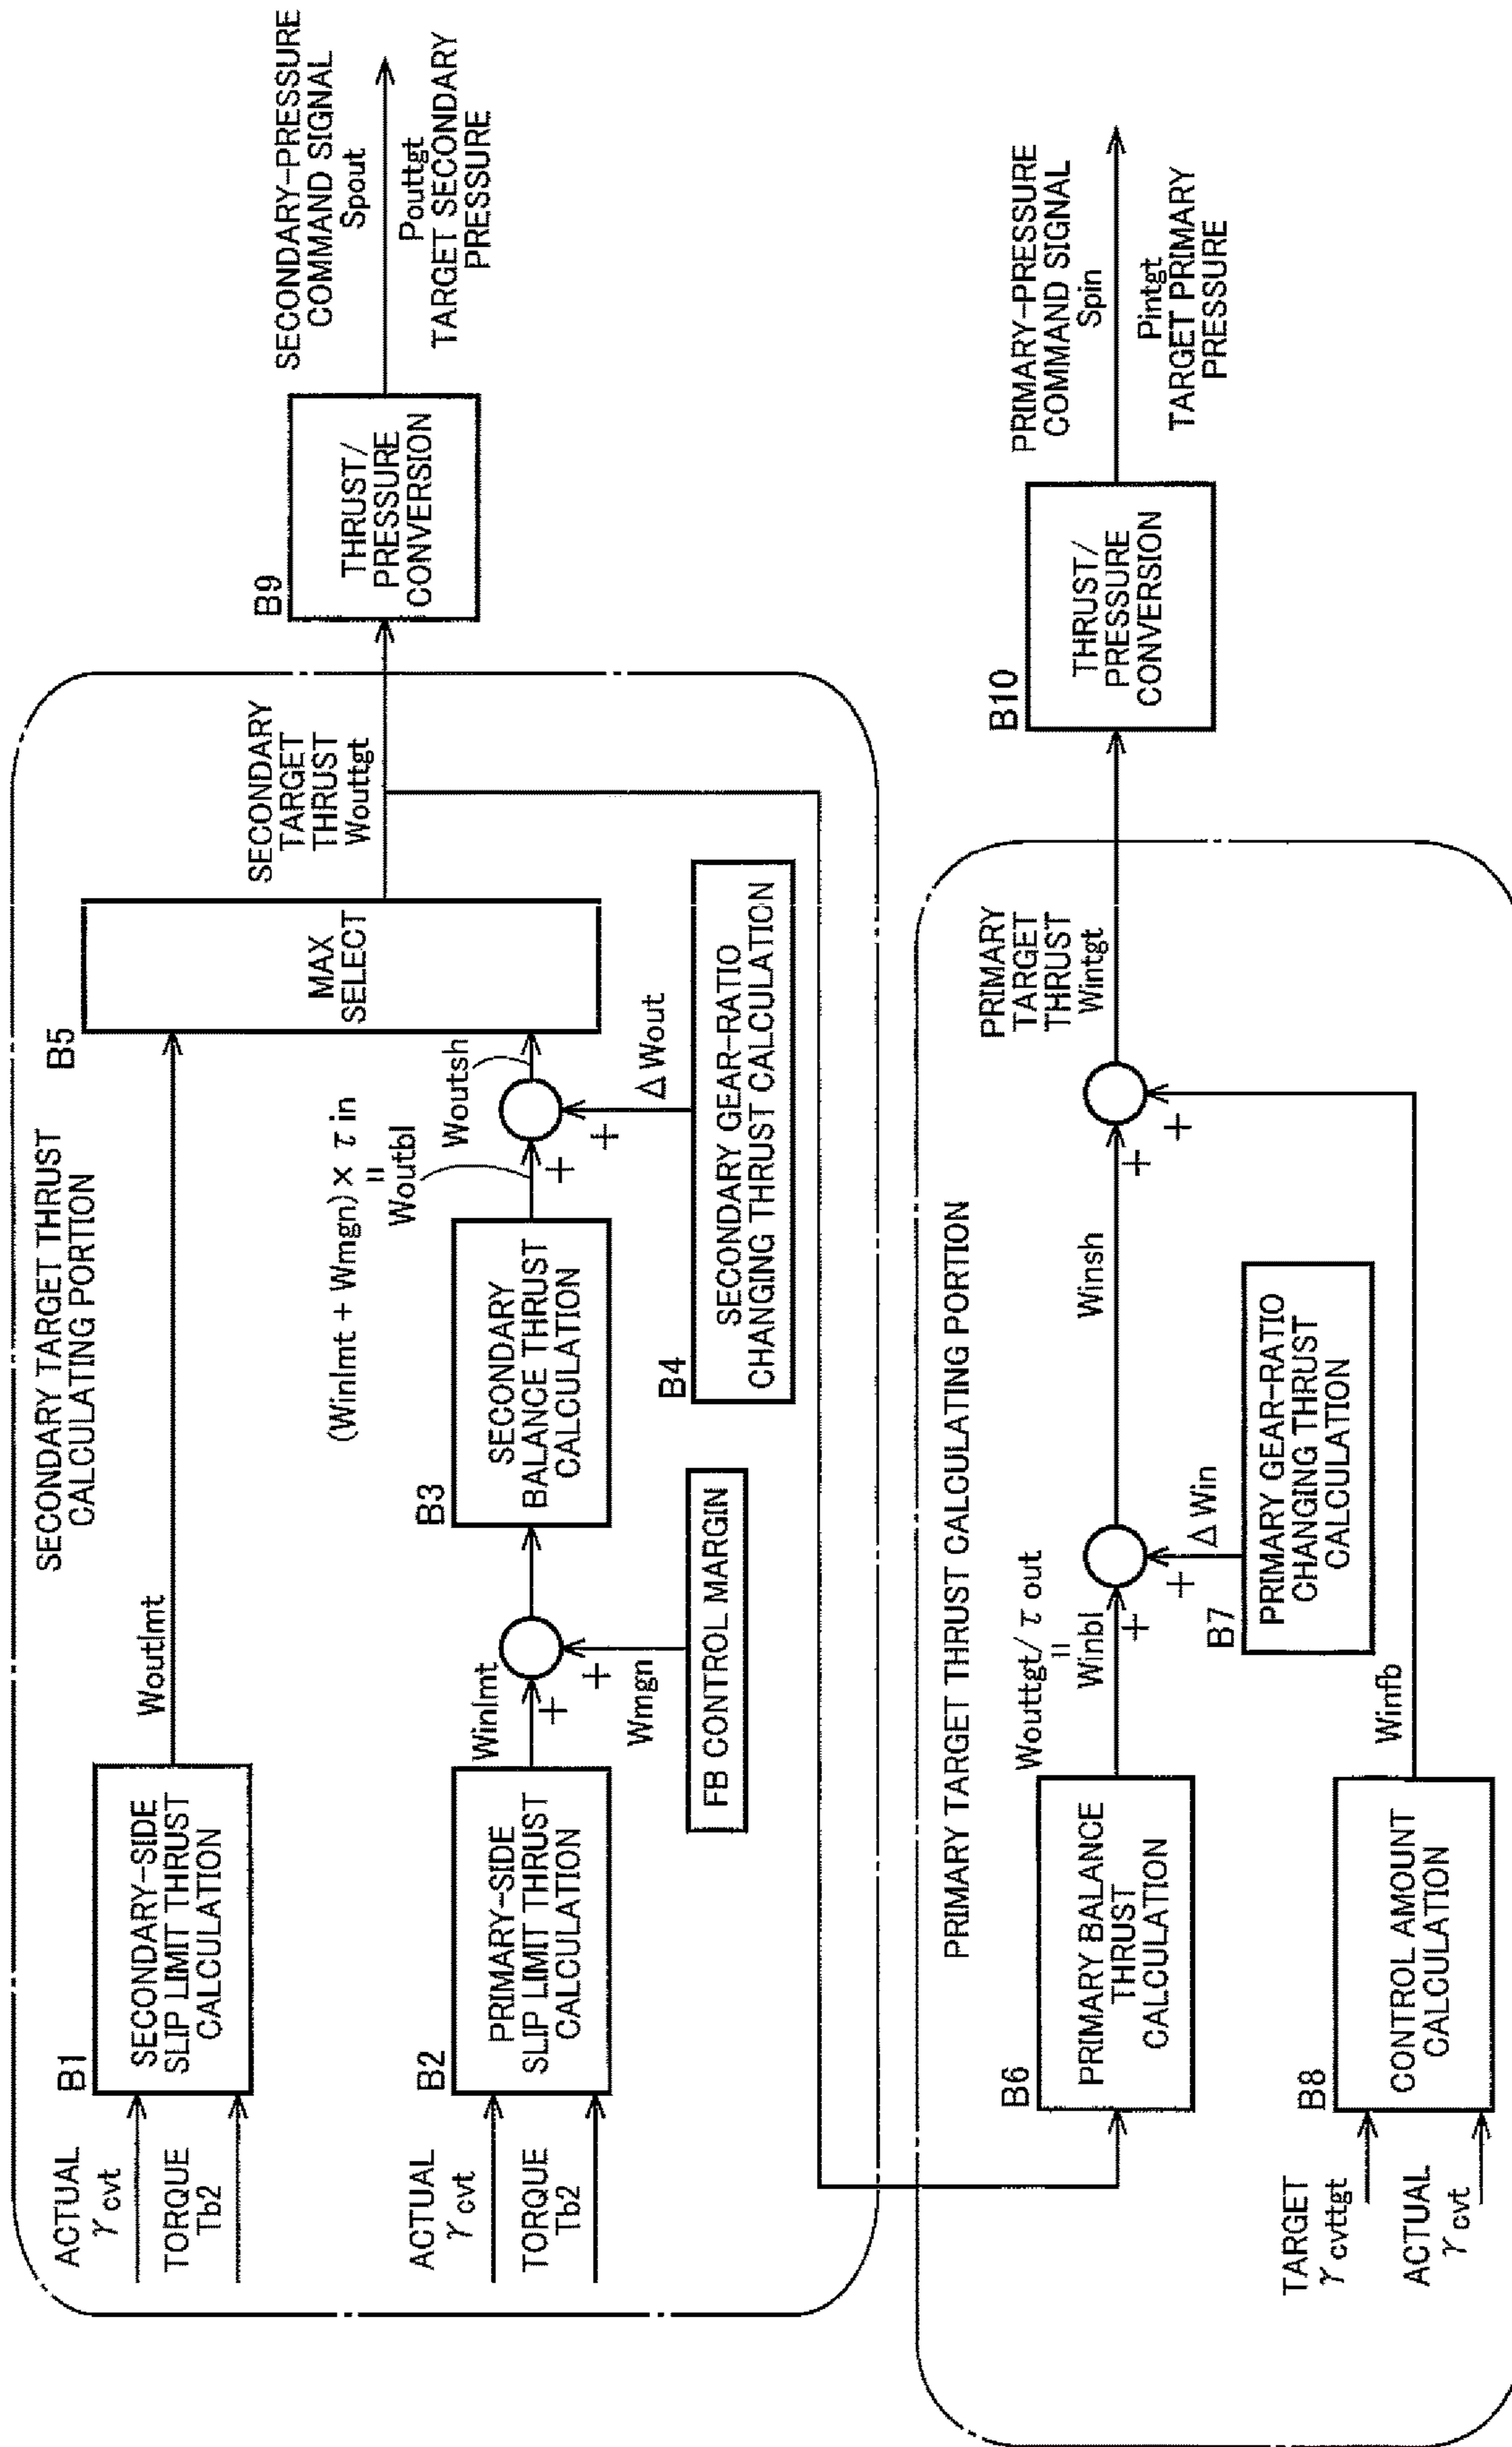 SECONDARY TARGET THRUST
CALCULATING PORTION
ACTUAL
γcvt
TORQUE
Tb2
B1
SECONDARY-SIDE
SLIP LIMIT THRUST
CALCULATION
Woutlmt
B5
MAX
SELECT
SECONDARY
TARGET
THRUST
Wouttgt
B9
THRUST/
PRESSURE
CONVERSION
SECONDARY-PRESSURE
COMMAND SIGNAL
Spout
Pouttgt
TARGET SECONDARY
PRESSURE
ACTUAL
γcvt
TORQUE
Tb2
B2
PRIMARY-SIDE
SLIP LIMIT THRUST
CALCULATION
Winlmt
+
+
Wmgn
FB CONTROL MARGIN
B3
SECONDARY
BALANCE THRUST
CALCULATION
(Winlmt + Wmgn) × τ in
=
Woutbl
Woutsh
+
+
ΔWout
B4
SECONDARY GEAR-RATIO
CHANGING THRUST CALCULATION
PRIMARY TARGET THRUST CALCULATING PORTION
B6
PRIMARY BALANCE
THRUST
CALCULATION
Wouttgt/ τ out
=
Winbl
+
+
ΔWin
B7
PRIMARY GEAR-RATIO
CHANGING THRUST
CALCULATION
Winsh
+
+
PRIMARY
TARGET
THRUST
Wintgt
B10
THRUST/
PRESSURE
CONVERSION
PRIMARY-PRESSURE
COMMAND SIGNAL
Spin
Pintgt
TARGET PRIMARY
PRESSURE
TARGET
γcvttgt
ACTUAL
γcvt
B8
CONTROL AMOUNT
CALCULATION
Winfb